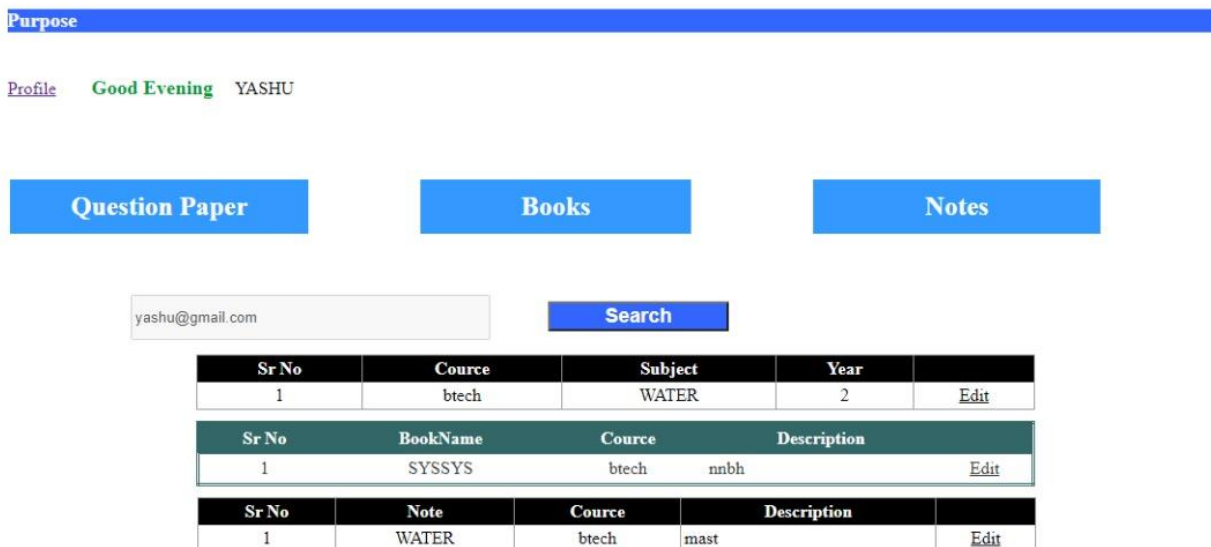 Purpose
Profile Good Evening YASHU
Question Paper Books Notes
yashu@gmail.com Search
Sr No Cource Subject Year
1 btech WATER 2 Edit
Sr No BookName Cource Description
1 SYSSYS btech nnbh Edit
Sr No Note Cource Description
1 WATER btech mast Edit